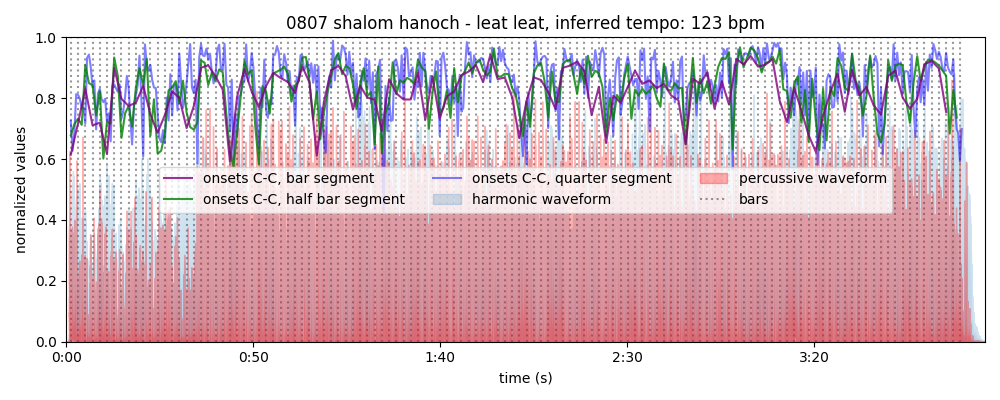 0807 shalom hanoch - leat leat, inferred tempo: 123 bpm
normalized values
1.0
0.8
0.6
0.4
0.2
0.0
onsets C-C, bar segment
onsets C-C, half bar segment
onsets C-C, quarter segment
harmonic waveform
percussive waveform
bars
0:00
0:50
1:40
2:30
3:20
time (s)